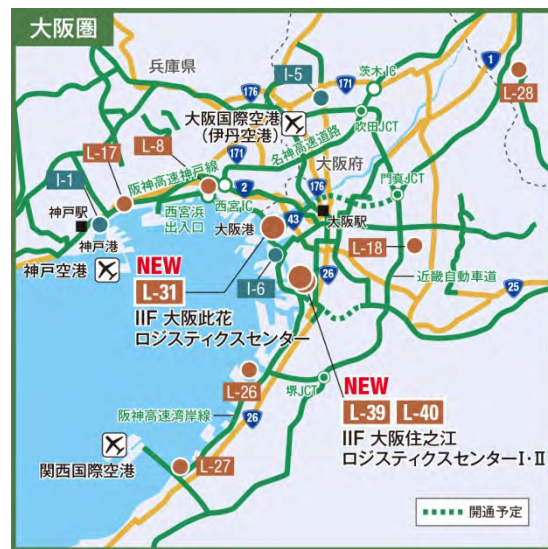 大阪圏
兵庫県
I-5
171
茨木IC
1
176
L-28
大阪国際空港
(伊丹空港)
吹田JCT
名神高速道路
L-17
L-8
171
大阪府
阪神高速神戸線
I-1
176
門真JCT
2
神戸駅
西宮浜
出入口
西宮IC
43
大阪駅
神戸港
大阪港
L-18
神戸空港
NEW
L-31
I-6
26
近畿自動車道
25
IIF 大阪此花
ロジスティクスセンター
NEW
L-39 L-40
IIF 大阪住之江
ロジスティクスセンターⅠ・Ⅱ
L-26
堺JCT
阪神高速湾岸線
26
関西国際空港
L-27
開通予定